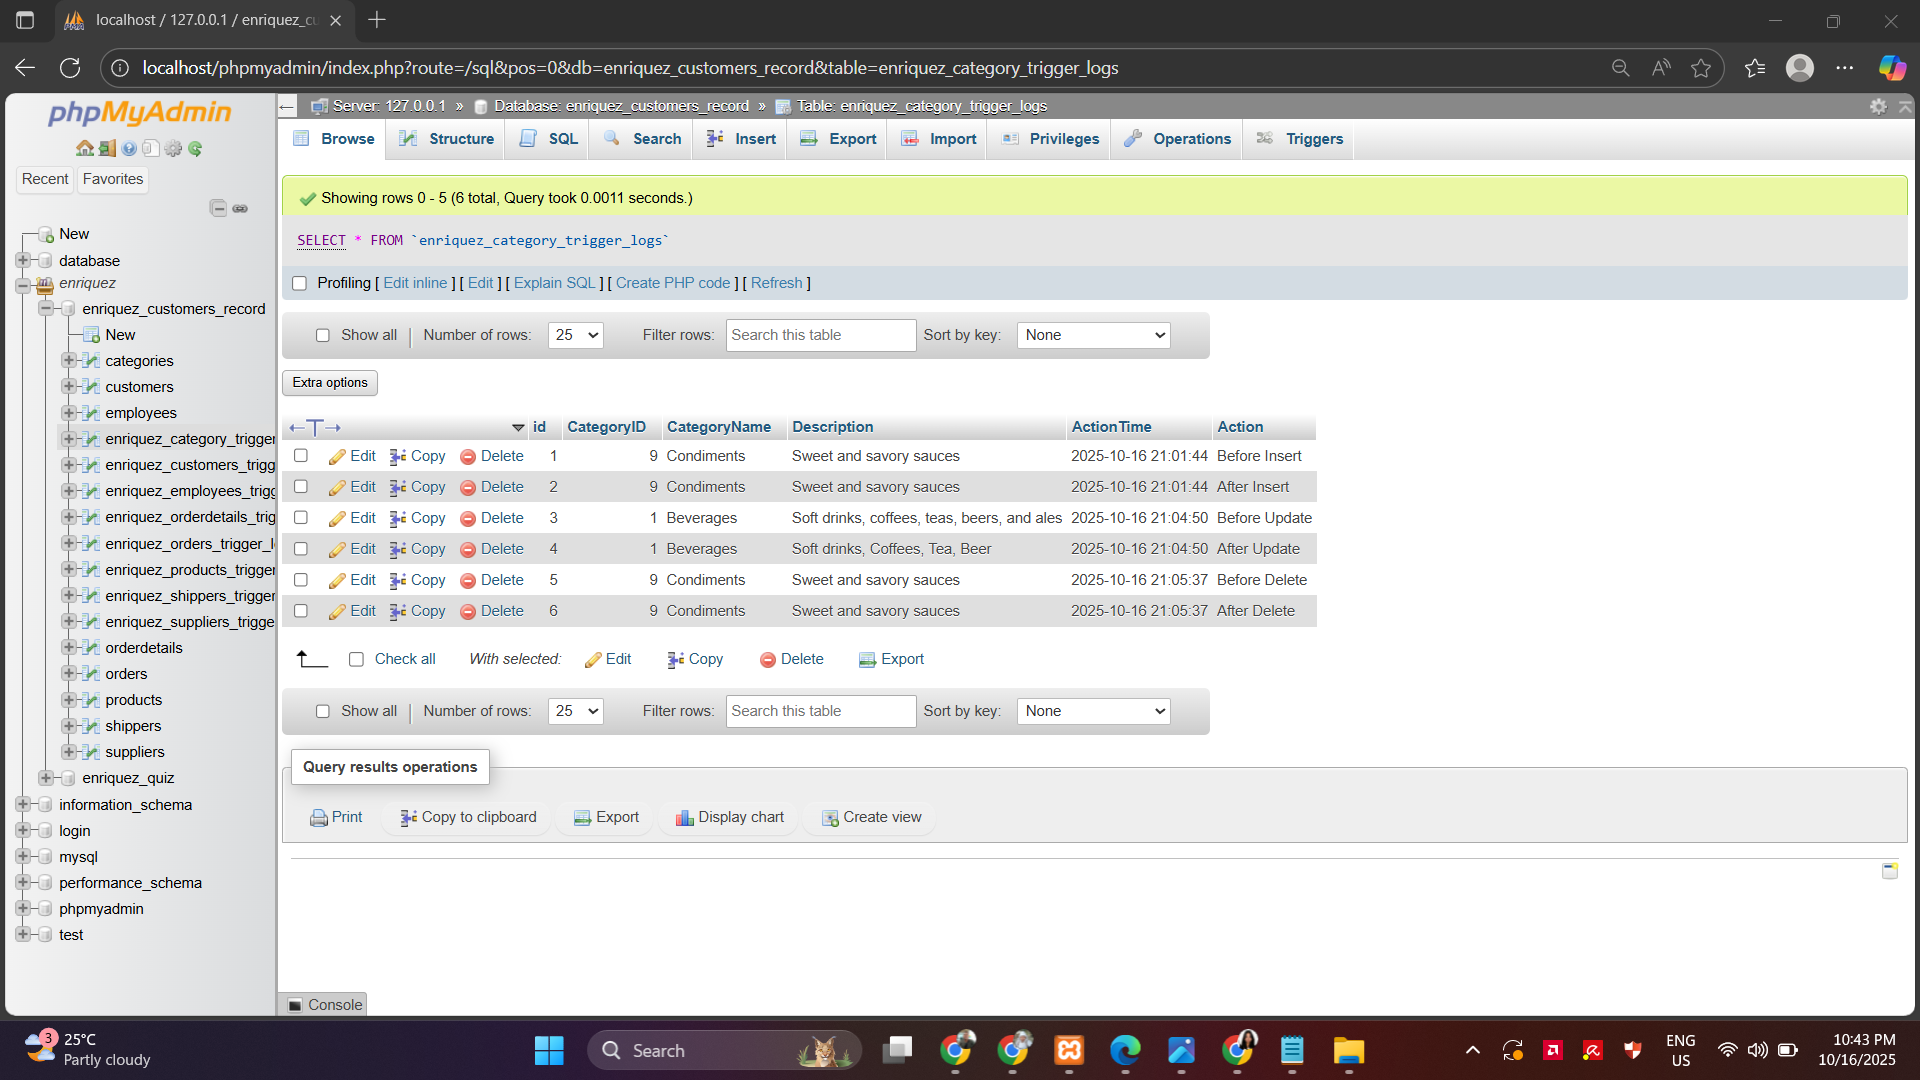 localhost / 127.0.0.1 / enriquez_cu
localhost/phpmyadmin/index.php?route=/sql&pos=0&db=enriquez_customers_record&table=enriquez_category_trigger_logs
phpMyAdmin
Recent Favorites
New
database
enriquez
enriquez_customers_record
New
categories
customers
employees
enriquez_category_trigger
enriquez_customers_trigg
enriquez_employees_trigg
enriquez_orderdetails_trig
enriquez_orders_trigger_l
enriquez_products_trigger
enriquez_shippers_trigger
enriquez_suppliers_trigge
orderdetails
orders
products
shippers
suppliers
enriquez_quiz
information_schema
login
mysql
performance_schema
phpmyadmin
test
Server: 127.0.0.1 » Database: enriquez_customers_record » Table: enriquez_category_trigger_logs
Browse Structure SQL Search Insert Export Import Privileges Operations Triggers
Showing rows 0 - 5 (6 total, Query took 0.0011 seconds.)
SELECT * FROM `enriquez_category_trigger_logs`
Profiling [ Edit inline ] [ Edit ] [ Explain SQL ] [ Create PHP code ] [ Refresh ]
Show all | Number of rows: 25 Filter rows: Search this table Sort by key: None
Extra options
id CategoryID CategoryName Description ActionTime Action
Edit Copy Delete 1 9 Condiments Sweet and savory sauces 2025-10-16 21:01:44 Before Insert
Edit Copy Delete 2 9 Condiments Sweet and savory sauces 2025-10-16 21:01:44 After Insert
Edit Copy Delete 3 1 Beverages Soft drinks, coffees, teas, beers, and ales 2025-10-16 21:04:50 Before Update
Edit Copy Delete 4 1 Beverages Soft drinks, Coffees, Tea, Beer 2025-10-16 21:04:50 After Update
Edit Copy Delete 5 9 Condiments Sweet and savory sauces 2025-10-16 21:05:37 Before Delete
Edit Copy Delete 6 9 Condiments Sweet and savory sauces 2025-10-16 21:05:37 After Delete
Check all With selected: Edit Copy Delete Export
Show all | Number of rows: 25 Filter rows: Search this table Sort by key: None
Query results operations
Print Copy to clipboard Export Display chart Create view
Console
3
25°C
Partly cloudy
Search
ENG
US
10:43 PM
10/16/2025